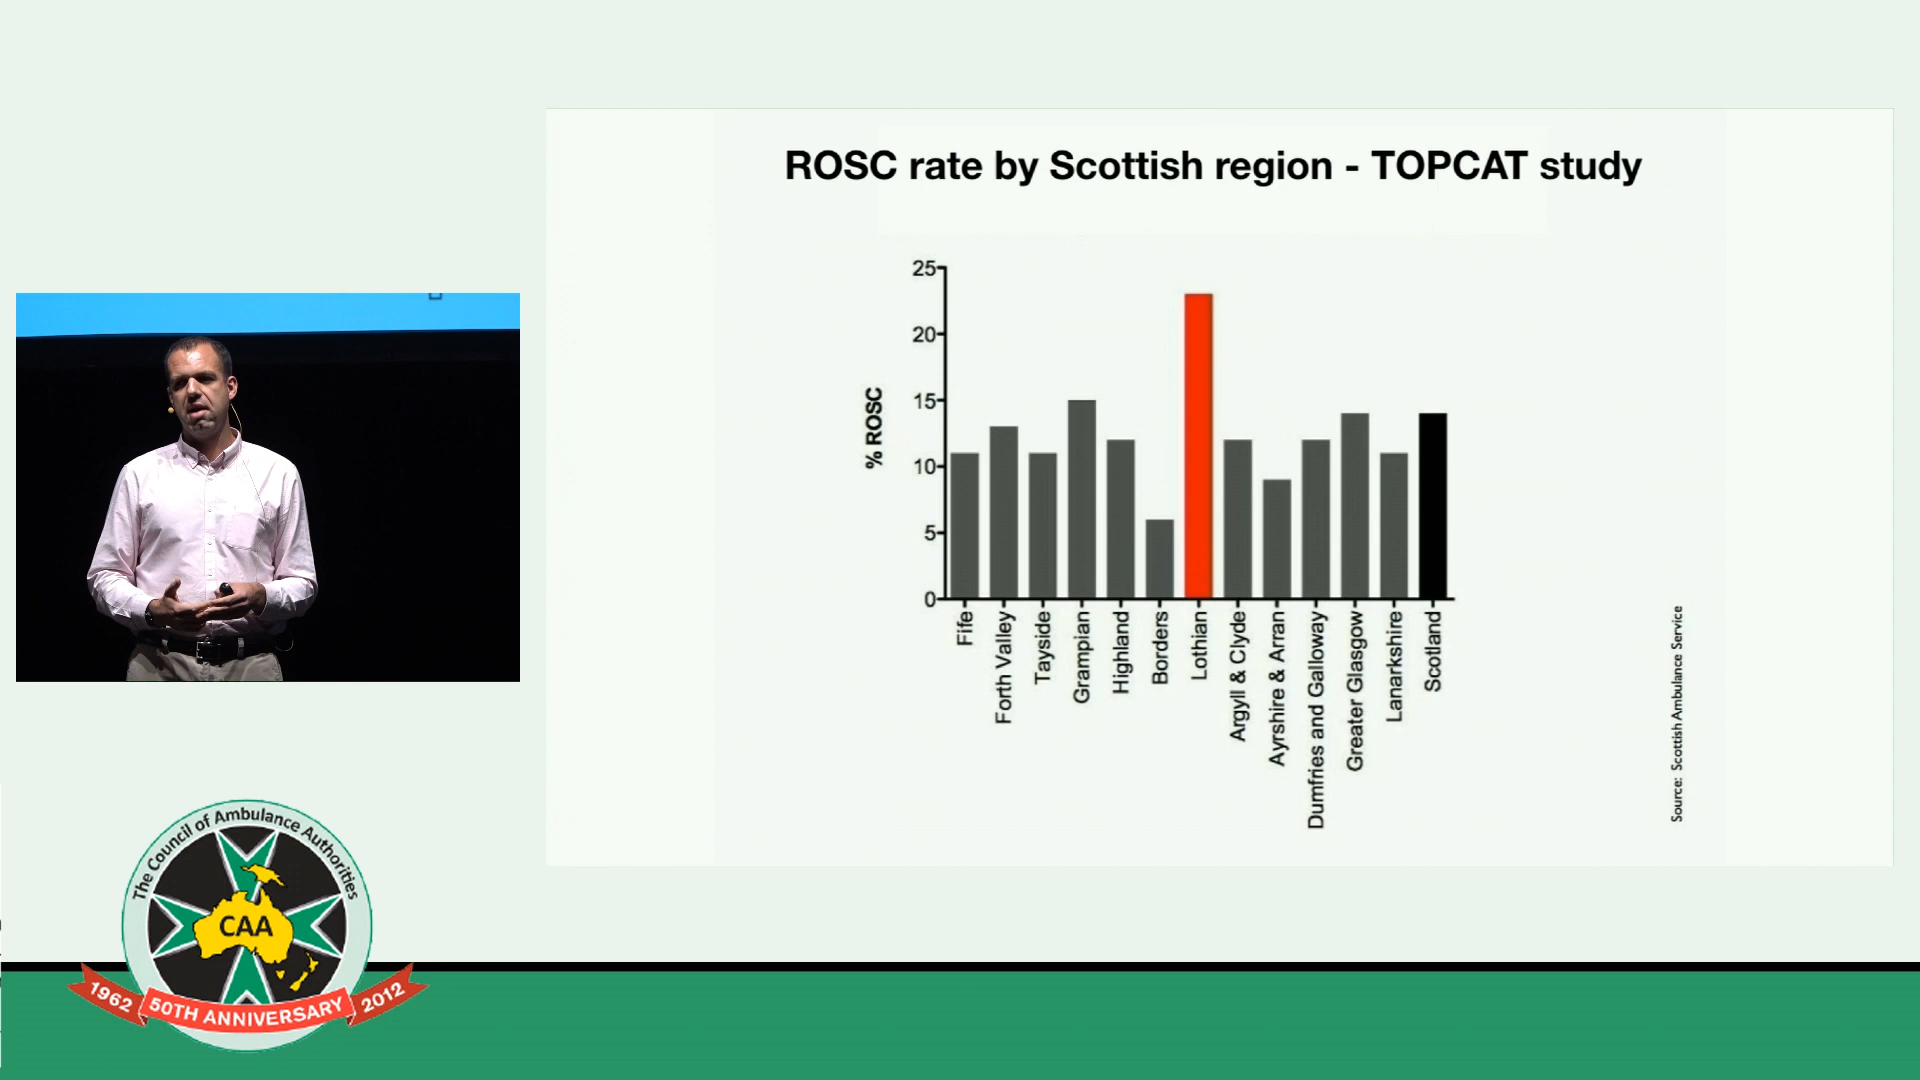 ROSC rate by Scottish region - TOPCAT study
25
20
15
10
5
0
% ROSC
Fife
Forth Valley
Tayside
Grampian
Highland
Borders
Lothian
Argyll & Clyde
Ayrshire & Arran
Dumfries and Galloway
Greater Glasgow
Lanarkshire
Scotland
Source: Scottish Ambulance Service
The Council of Ambulance Authorities
CAA
1962
50TH ANNIVERSARY
2012